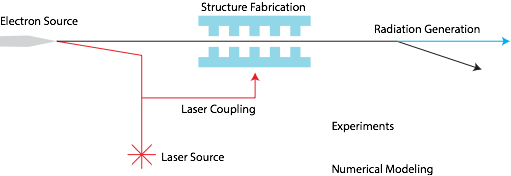 Structure Fabrication
Electron Source
Radiation Generation
Laser Coupling
Experiments
Laser Source
Numerical Modeling